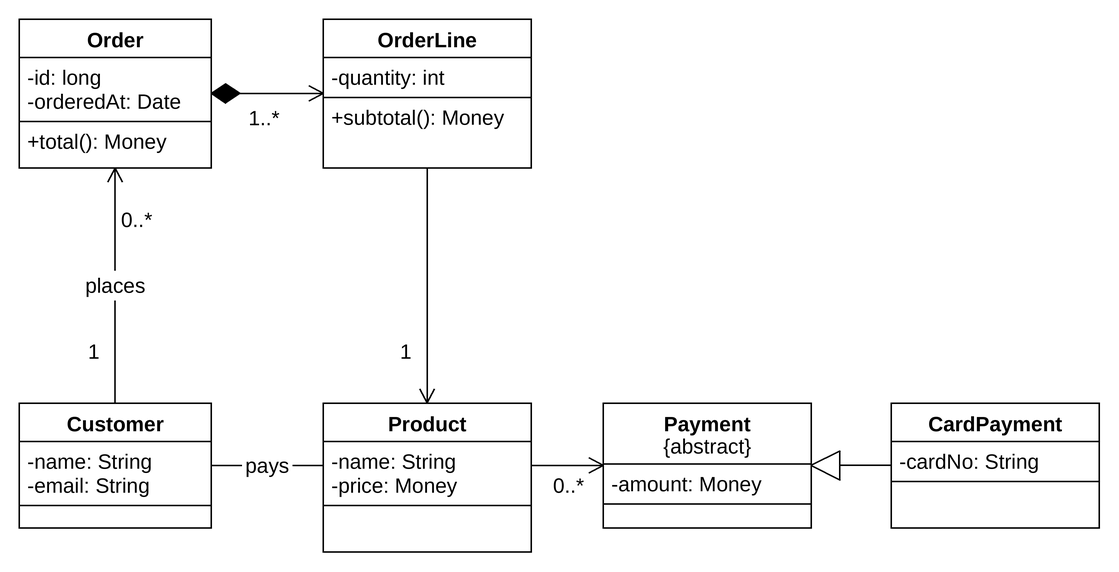 Order
-id: long
-orderedAt: Date
+total(): Money
1..*
OrderLine
-quantity: int
+subtotal(): Money
0..*
places
1
1
Customer
-name: String
-email: String
pays
Product
-name: String
-price: Money
0..*
Payment
{abstract}
-amount: Money
CardPayment
-cardNo: String